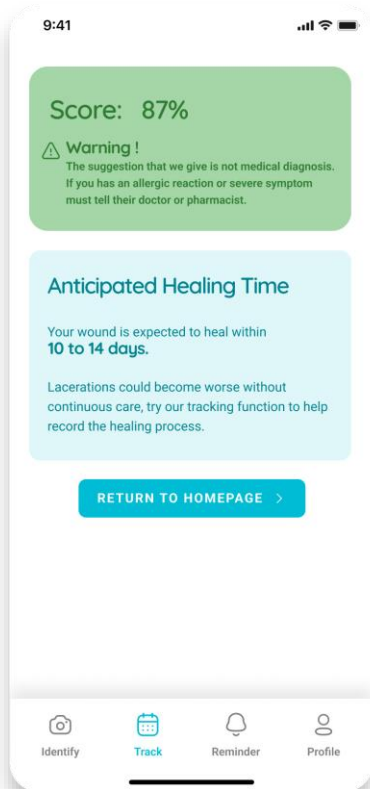 9:41
Score: 87%
Warning !
The suggestion that we give is not medical diagnosis.
If you has an allergic reaction or severe symptom
must tell their doctor or pharmacist.
Anticipated Healing Time
Your wound is expected to heal within
10 to 14 days.
Lacerations could become worse without
continuous care, try our tracking function to help
record the healing process.
RETURN TO HOMEPAGE >
Identify Track Reminder Profile